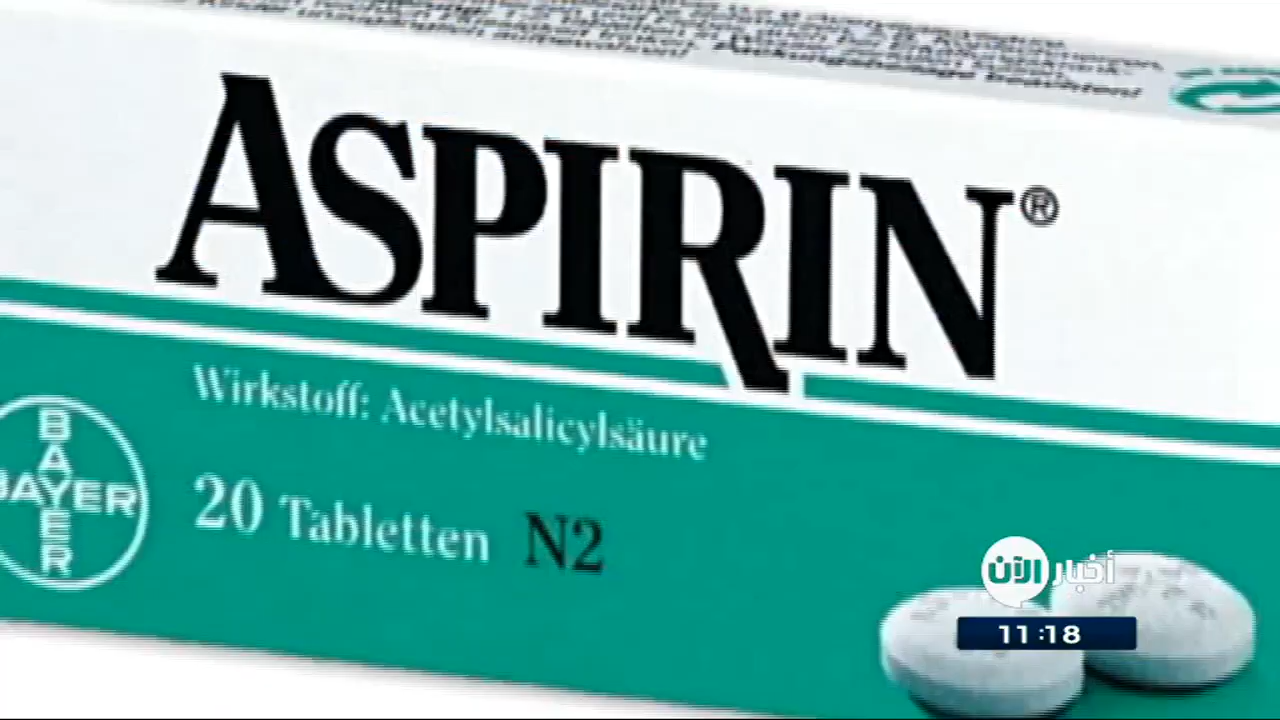 ASPIRIN®
Wirkstoff: Acetylsalicylsäure
20 Tabletten N2
BAYER
BAYER
أخبار الآن
11:18